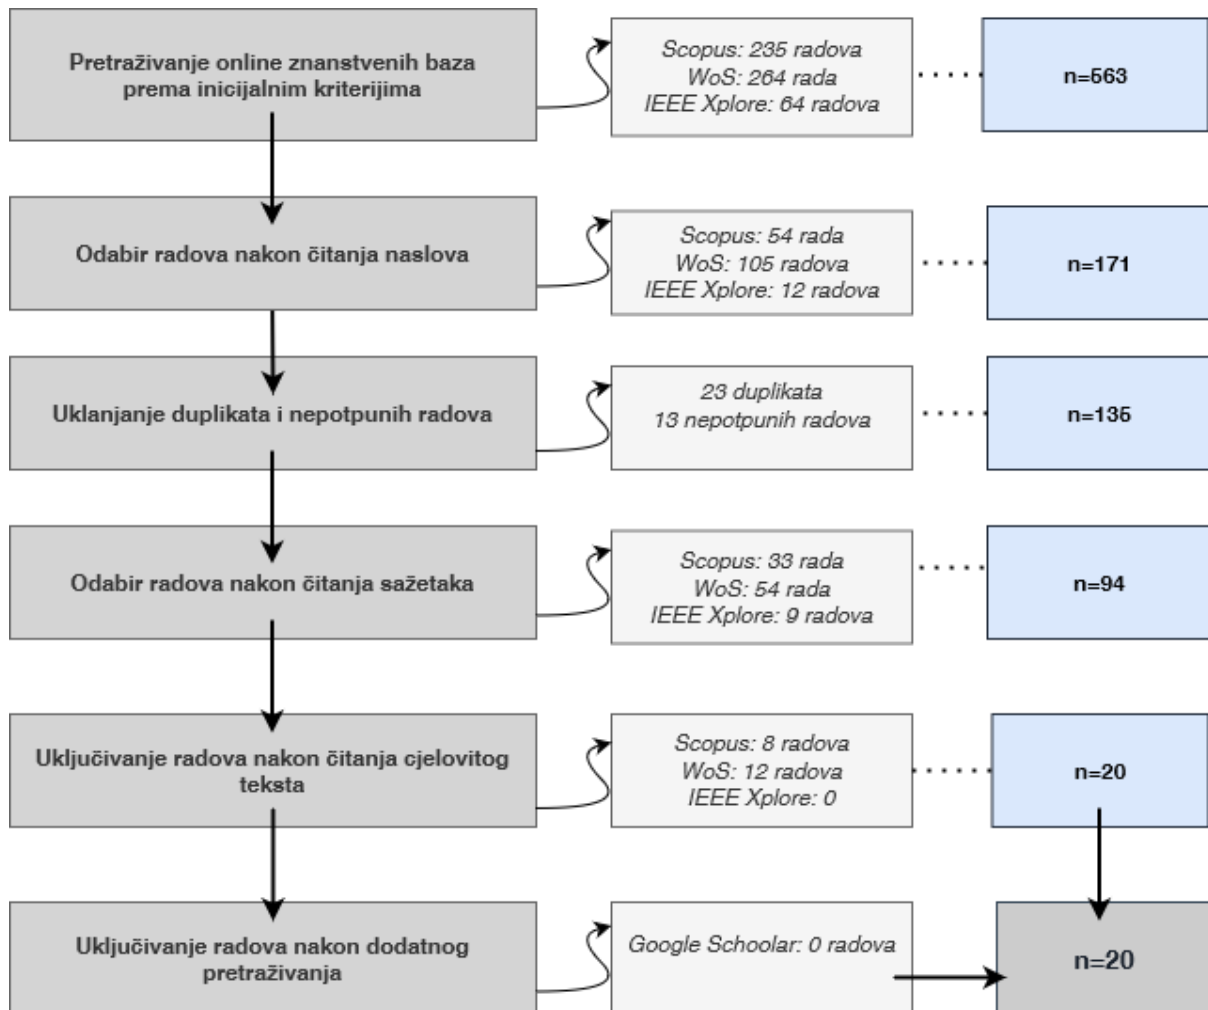 Pretraživanje online znanstvenih baza
prema inicijalnim kriterijima
Scopus: 235 radova
WoS: 264 rada
IEEE Xplore: 64 radova
n=563
Odabir radova nakon čitanja naslova
Scopus: 54 rada
WoS: 105 radova
IEEE Xplore: 12 radova
n=171
Uklanjanje duplikata i nepotpunih radova
23 duplikata
13 nepotpunih radova
n=135
Odabir radova nakon čitanja sažetaka
Scopus: 33 rada
WoS: 54 rada
IEEE Xplore: 9 radova
n=94
Uključivanje radova nakon čitanja cjelovitog
teksta
Scopus: 8 radova
WoS: 12 radova
IEEE Xplore: 0
n=20
Uključivanje radova nakon dodatnog
pretraživanja
Google Schoolar: 0 radova
n=20